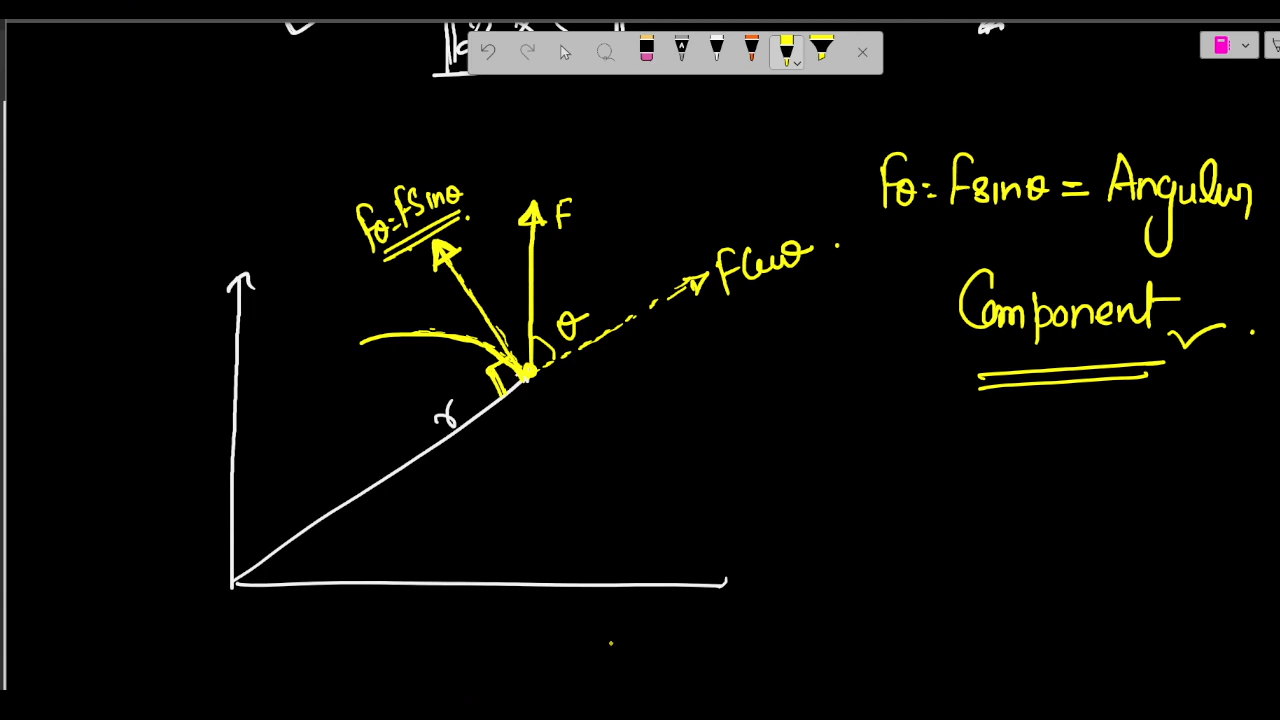 Fθ = Fsinθ = Angular
Component
Fθ = Fsinθ
F
Fcosθ
θ
r